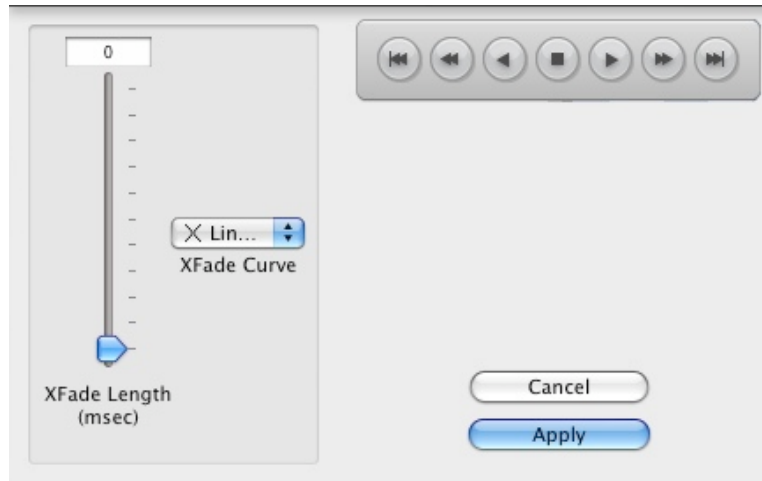 0
Lin...
XFade Curve
XFade Length
(msec)
Cancel
Apply